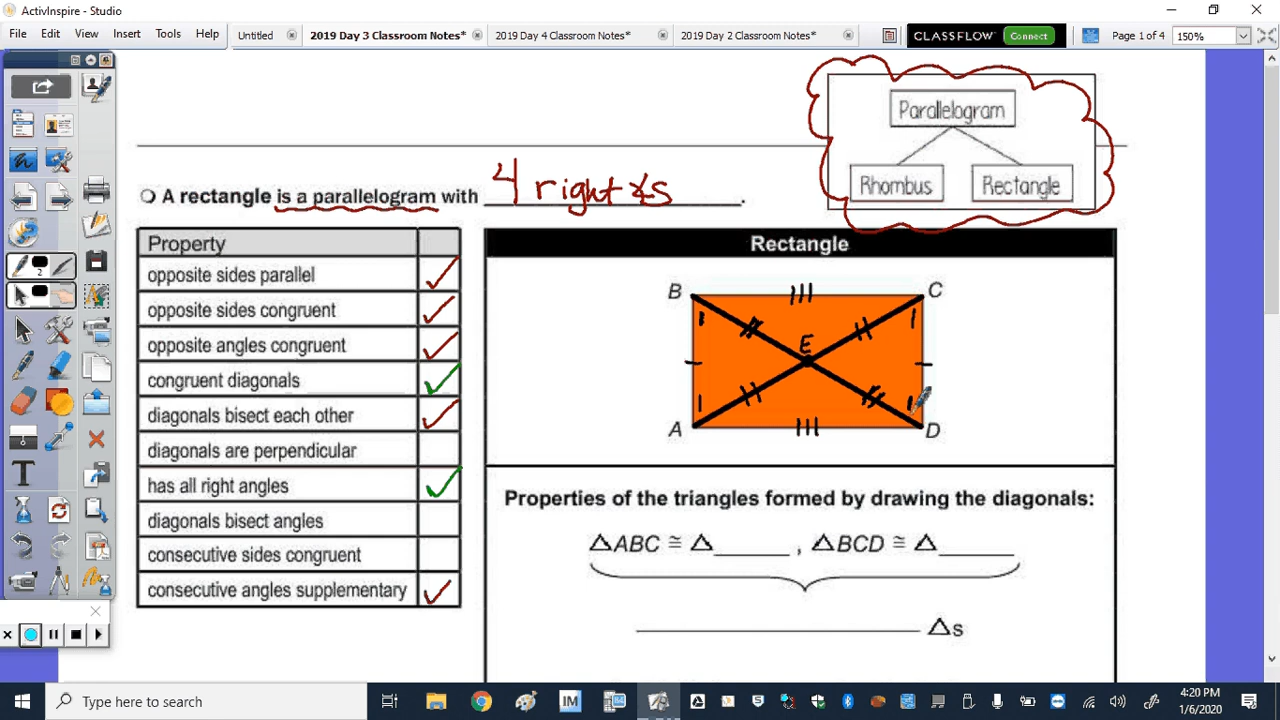 ActivInspire - Studio
File Edit View Insert Tools Help Untitled 2019 Day 3 Classroom Notes* 2019 Day 4 Classroom Notes* 2019 Day 2 Classroom Notes* CLASSFLOW Connect Page 1 of 4 150%
Parallelogram
Rhombus Rectangle
A rectangle is a parallelogram with 4 right ∡s.
Property
opposite sides parallel
opposite sides congruent
opposite angles congruent
congruent diagonals
diagonals bisect each other
diagonals are perpendicular
has all right angles
diagonals bisect angles
consecutive sides congruent
consecutive angles supplementary
Rectangle
B C
E
A D
Properties of the triangles formed by drawing the diagonals:
△ABC ≅ △______ , △BCD ≅ △______
______________________ △s
2
T
Type here to search
IM
4:20 PM
1/6/2020